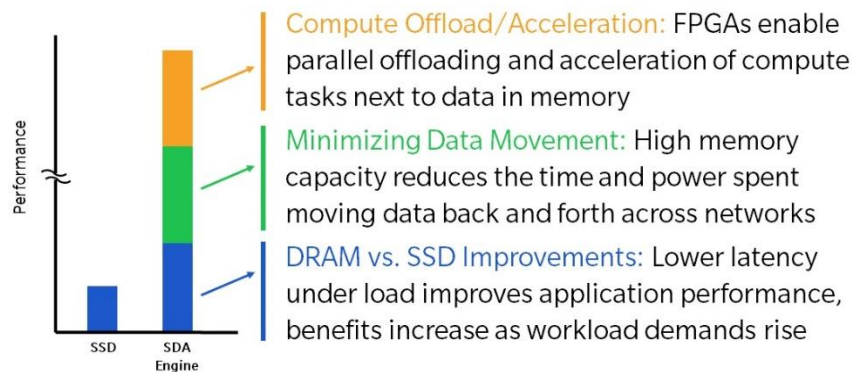 Performance
SSD
SDA
Engine
Compute Offload/Acceleration: FPGAs enable
parallel offloading and acceleration of compute
tasks next to data in memory
Minimizing Data Movement: High memory
capacity reduces the time and power spent
moving data back and forth across networks
DRAM vs. SSD Improvements: Lower latency
under load improves application performance,
benefits increase as workload demands rise